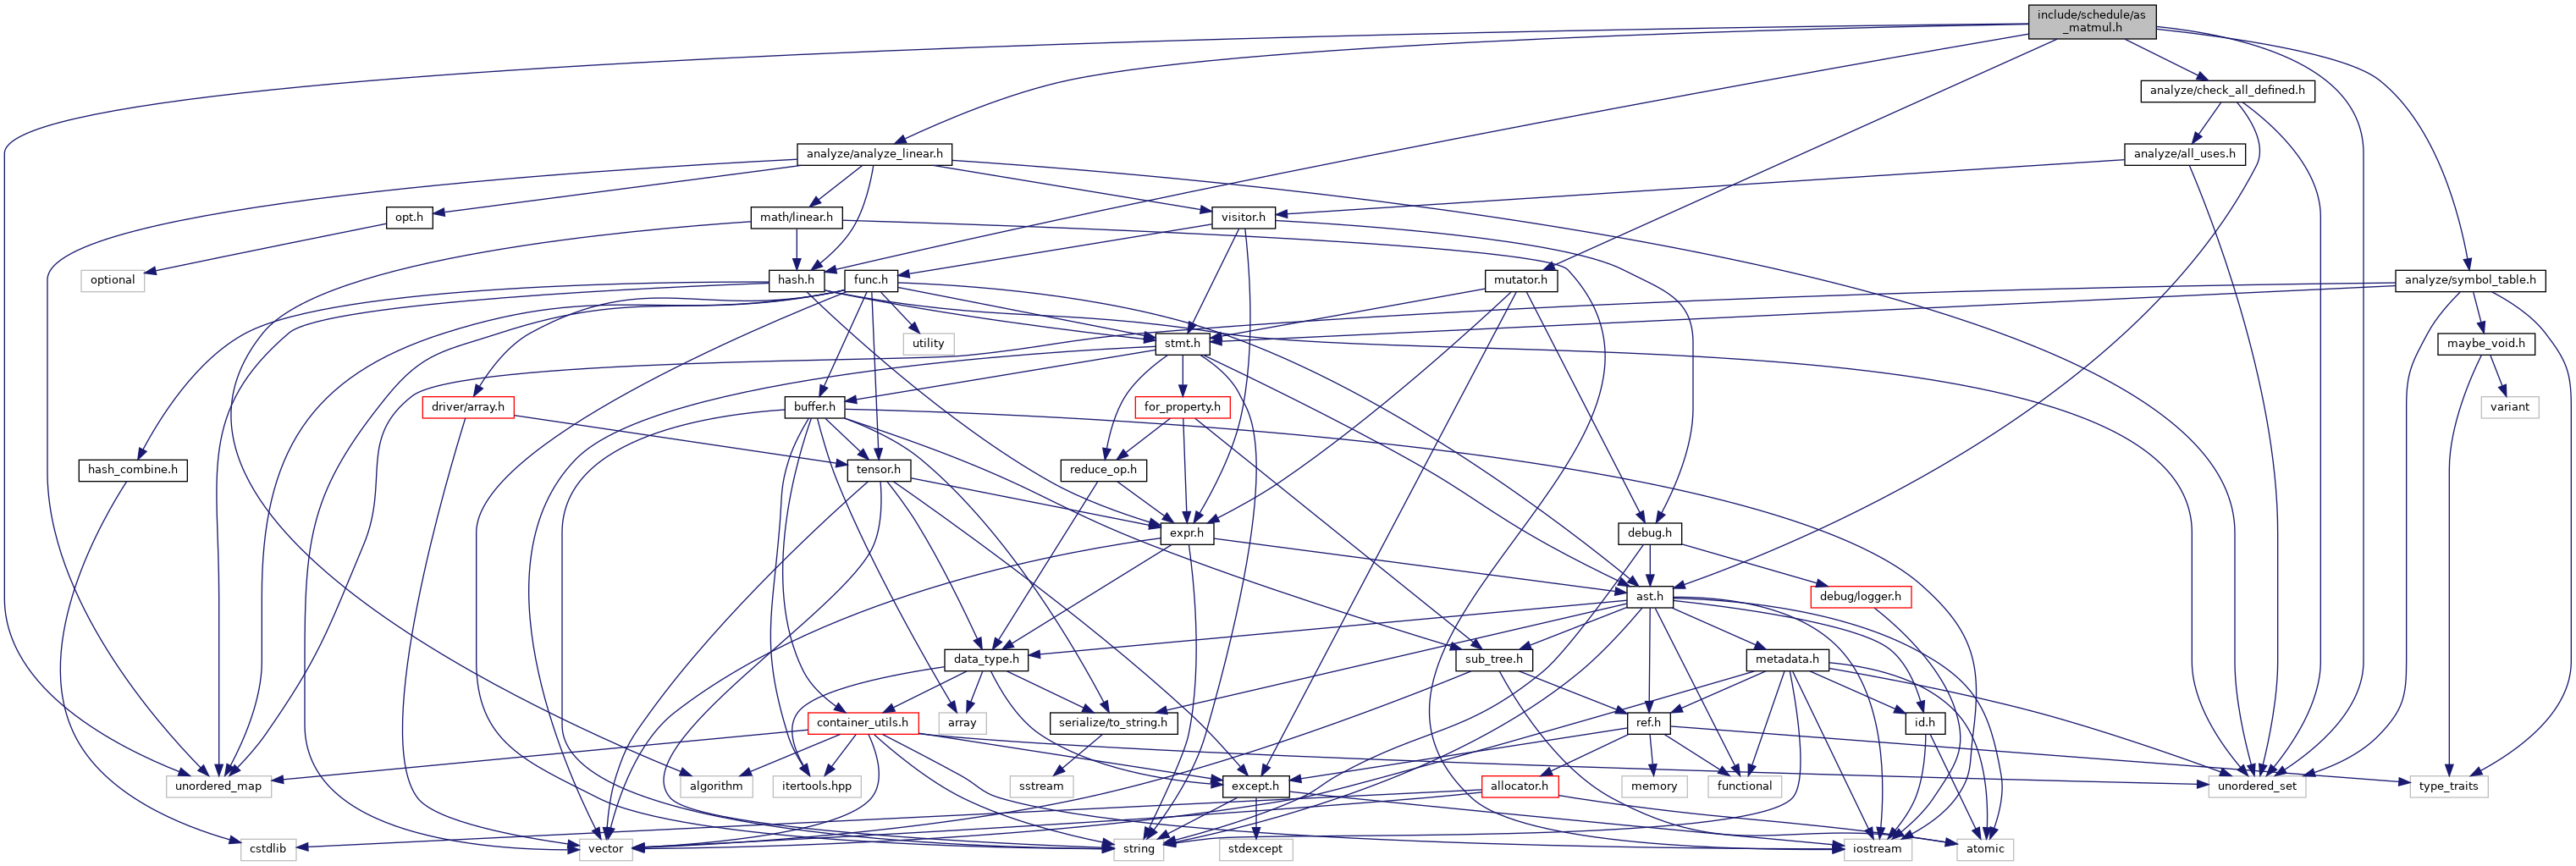 include/schedule/as
_matmul.h
analyze/check_all_defined.h
analyze/analyze_linear.h
analyze/all_uses.h
opt.h
math/linear.h
visitor.h
optional
hash.h
func.h
mutator.h
analyze/symbol_table.h
utility
stmt.h
maybe_void.h
driver/array.h
buffer.h
for_property.h
variant
hash_combine.h
tensor.h
reduce_op.h
expr.h
debug.h
ast.h
debug/logger.h
data_type.h
sub_tree.h
metadata.h
container_utils.h
array
serialize/to_string.h
ref.h
id.h
unordered_map
algorithm
itertools.hpp
sstream
except.h
allocator.h
memory
functional
unordered_set
type_traits
cstdlib
vector
string
stdexcept
iostream
atomic